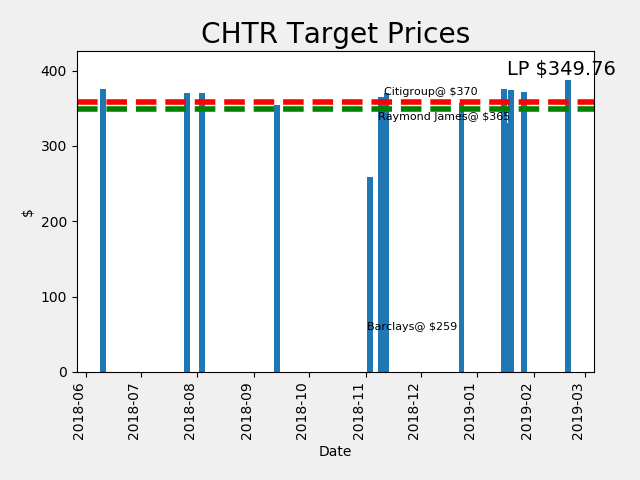 CHTR Target Prices
LP $349.76
400
Citigroup@ $370
Raymond James@ $365
300
$
200
100
Barclays@ $259
0
2018-06
2018-07
2018-08
2018-09
2018-10
2018-11
2018-12
2019-01
2019-02
2019-03
Date